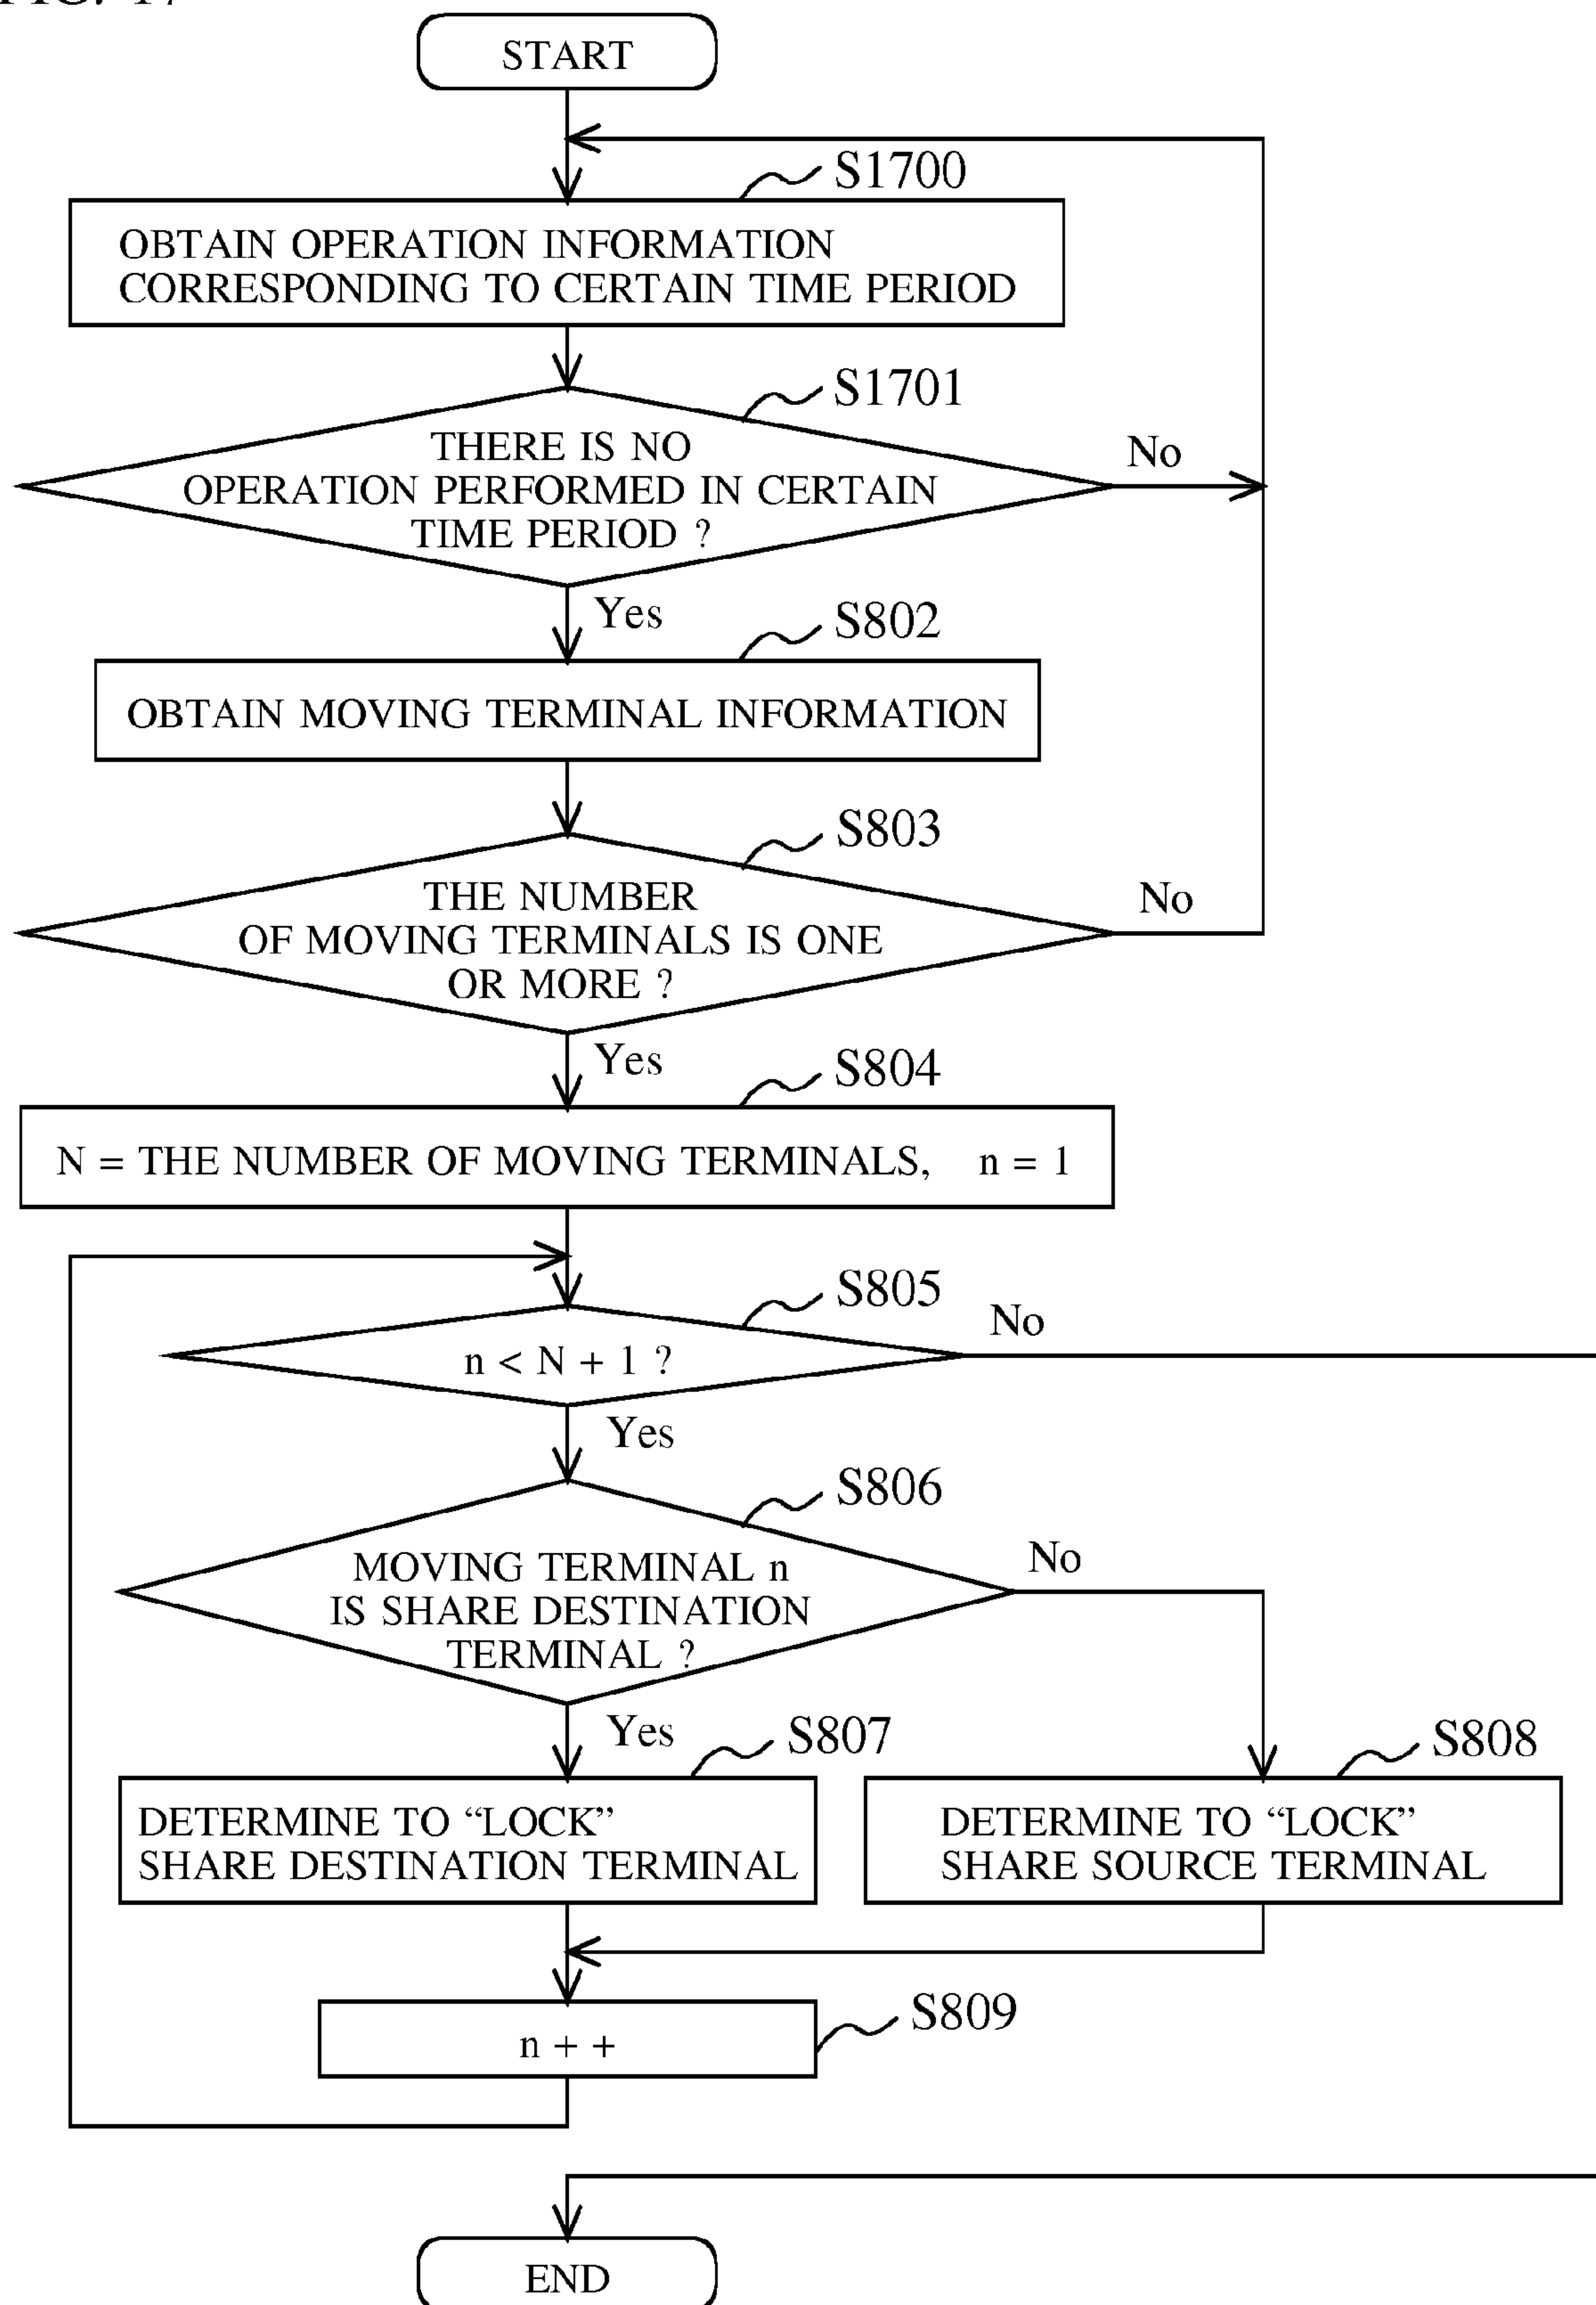 FIG. 17
START
S1700
OBTAIN OPERATION INFORMATION
CORRESPONDING TO CERTAIN TIME PERIOD
S1701
THERE IS NO
OPERATION PERFORMED IN CERTAIN
TIME PERIOD ?
No
Yes
S802
OBTAIN MOVING TERMINAL INFORMATION
S803
THE NUMBER
OF MOVING TERMINALS IS ONE
OR MORE ?
No
Yes
S804
N = THE NUMBER OF MOVING TERMINALS, n = 1
S805
n < N + 1 ?
No
Yes
S806
MOVING TERMINAL n
IS SHARE DESTINATION
TERMINAL ?
No
Yes
S807
DETERMINE TO “LOCK”
SHARE DESTINATION TERMINAL
S808
DETERMINE TO “LOCK”
SHARE SOURCE TERMINAL
S809
n + +
END